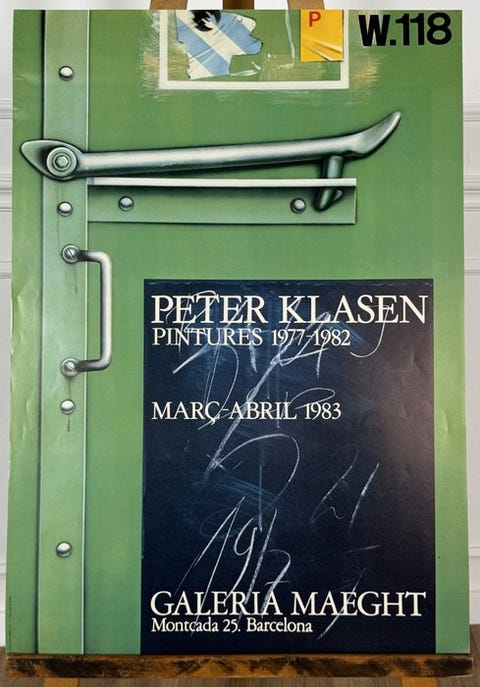 P
W.118
PETER KLASEN
PINTURES 1977-1982
MARÇ-ABRIL 1983
GALERIA MAEGHT
Montcada 25. Barcelona